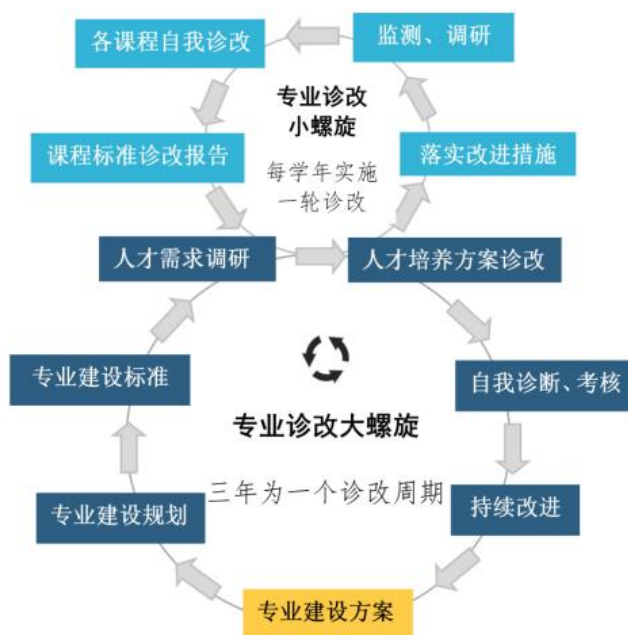 各课程自我诊改
监测、调研
专业诊改
小螺旋
课程标准诊改报告
落实改进措施
每学年实施
一轮诊改
人才需求调研
人才培养方案诊改
专业建设标准
自我诊断、考核
专业诊改大螺旋
三年为一个诊改周期
专业建设规划
持续改进
专业建设方案